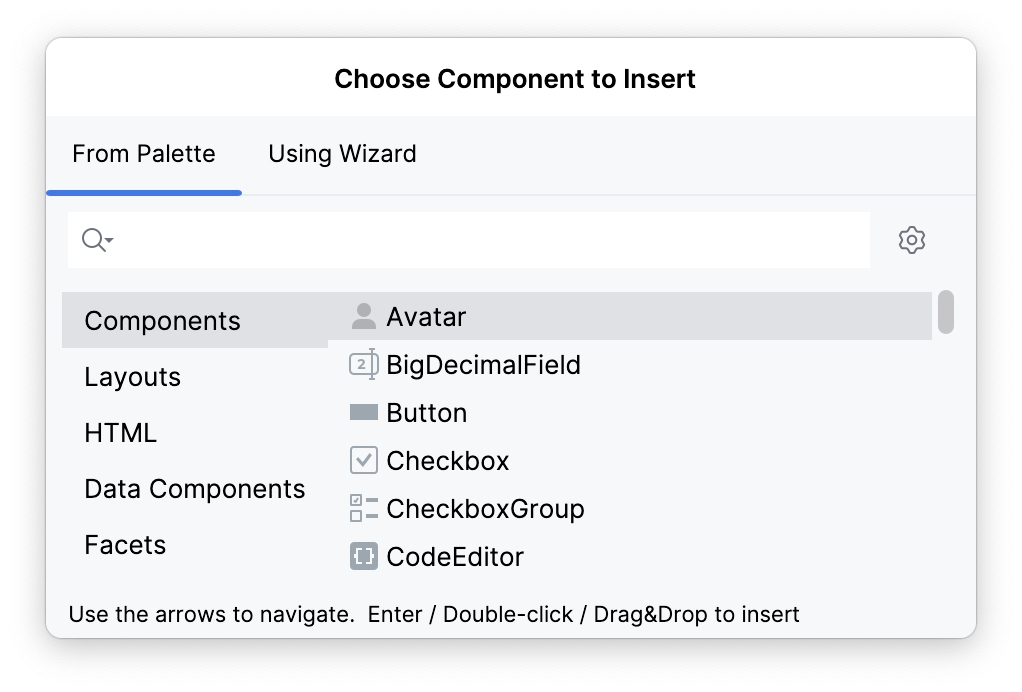 Choose Component to Insert
From Palette
Using Wizard
Components
Layouts
HTML
Data Components
Facets
Avatar
2
BigDecimalField
Button
Checkbox
CheckboxGroup
CodeEditor
Use the arrows to navigate.  Enter / Double-click / Drag&Drop to insert